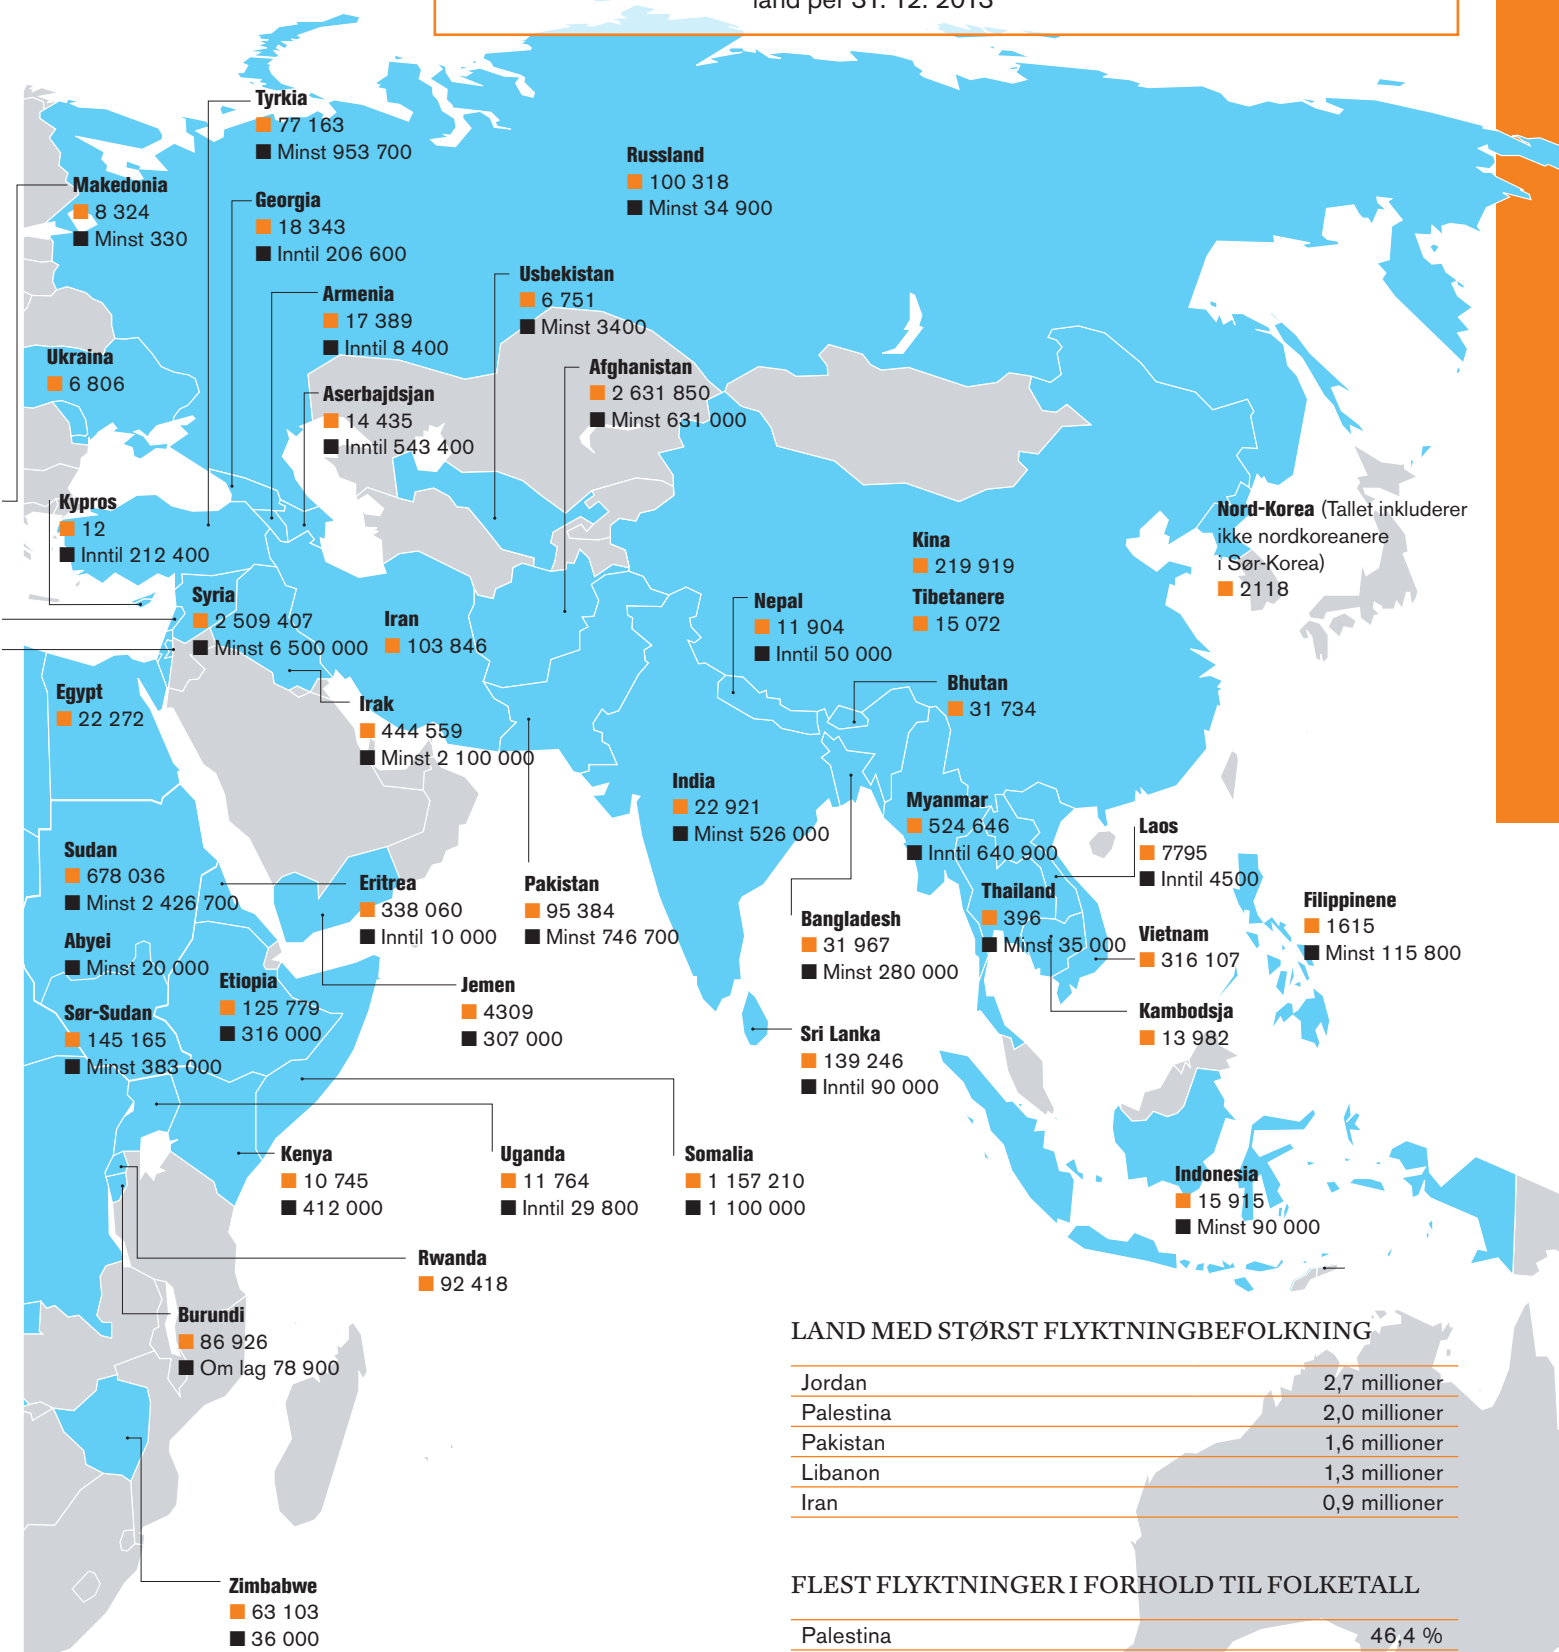 land per 31. 12. 2013
Tyrkia
77 163
Minst 953 700
Russland
100 318
Minst 34 900
Makedonia
8 324
Minst 330
Georgia
18 343
Inntil 206 600
Usbekistan
6 751
Minst 3400
Armenia
17 389
Inntil 8 400
Ukraina
6 806
Afghanistan
2 631 850
Minst 631 000
Aserbajdsjan
14 435
Inntil 543 400
Kypros
12
Inntil 212 400
Nord-Korea (Tallet inkluderer
ikke nordkoreanere
i Sør-Korea)
2118
Kina
219 919
Tibetanere
15 072
Syria
2 509 407
Minst 6 500 000
Iran
103 846
Nepal
11 904
Inntil 50 000
Egypt
22 272
Bhutan
31 734
Irak
444 559
Minst 2 100 000
India
22 921
Minst 526 000
Myanmar
524 646
Inntil 640 900
Laos
7795
Inntil 4500
Sudan
678 036
Minst 2 426 700
Eritrea
338 060
Inntil 10 000
Pakistan
95 384
Minst 746 700
Thailand
396
Minst 35 000
Filippinene
1615
Minst 115 800
Bangladesh
31 967
Minst 280 000
Vietnam
316 107
Abyei
Minst 20 000
Etiopia
125 779
316 000
Jemen
4309
307 000
Sør-Sudan
145 165
Minst 383 000
Kambodsja
13 982
Sri Lanka
139 246
Inntil 90 000
Kenya
10 745
412 000
Uganda
11 764
Inntil 29 800
Somalia
1 157 210
1 100 000
Indonesia
15 915
Minst 90 000
Rwanda
92 418
Burundi
86 926
Om lag 78 900
LAND MED STØRST FLYKTNINGBEFOLKNING
Jordan 2,7 millioner
Palestina 2,0 millioner
Pakistan 1,6 millioner
Libanon 1,3 millioner
Iran 0,9 millioner
Zimbabwe
63 103
36 000
FLEST FLYKTNINGER I FORHOLD TIL FOLKETALL
Palestina 46,4 %